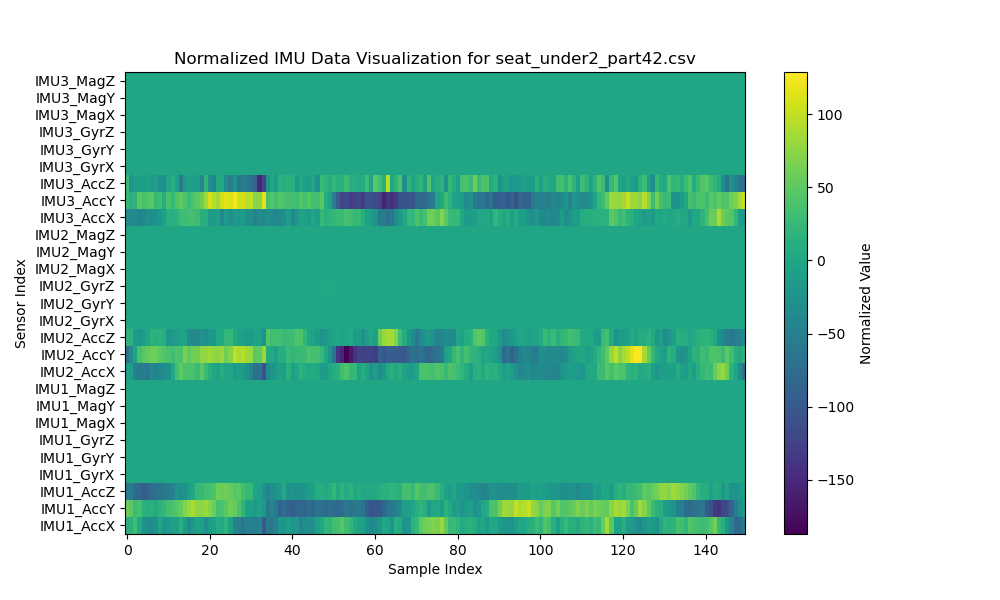 Normalized IMU Data Visualization for seat_under2_part42.csv
IMU3_MagZ
IMU3_MagY
IMU3_MagX
IMU3_GyrZ
IMU3_GyrY
IMU3_GyrX
IMU3_AccZ
IMU3_AccY
IMU3_AccX
IMU2_MagZ
IMU2_MagY
IMU2_MagX
IMU2_GyrZ
IMU2_GyrY
IMU2_GyrX
IMU2_AccZ
IMU2_AccY
IMU2_AccX
IMU1_MagZ
IMU1_MagY
IMU1_MagX
IMU1_GyrZ
IMU1_GyrY
IMU1_GyrX
IMU1_AccZ
IMU1_AccY
IMU1_AccX
Sensor Index
0 20 40 60 80 100 120 140
Sample Index
100
50
0
−50
−100
−150
Normalized Value